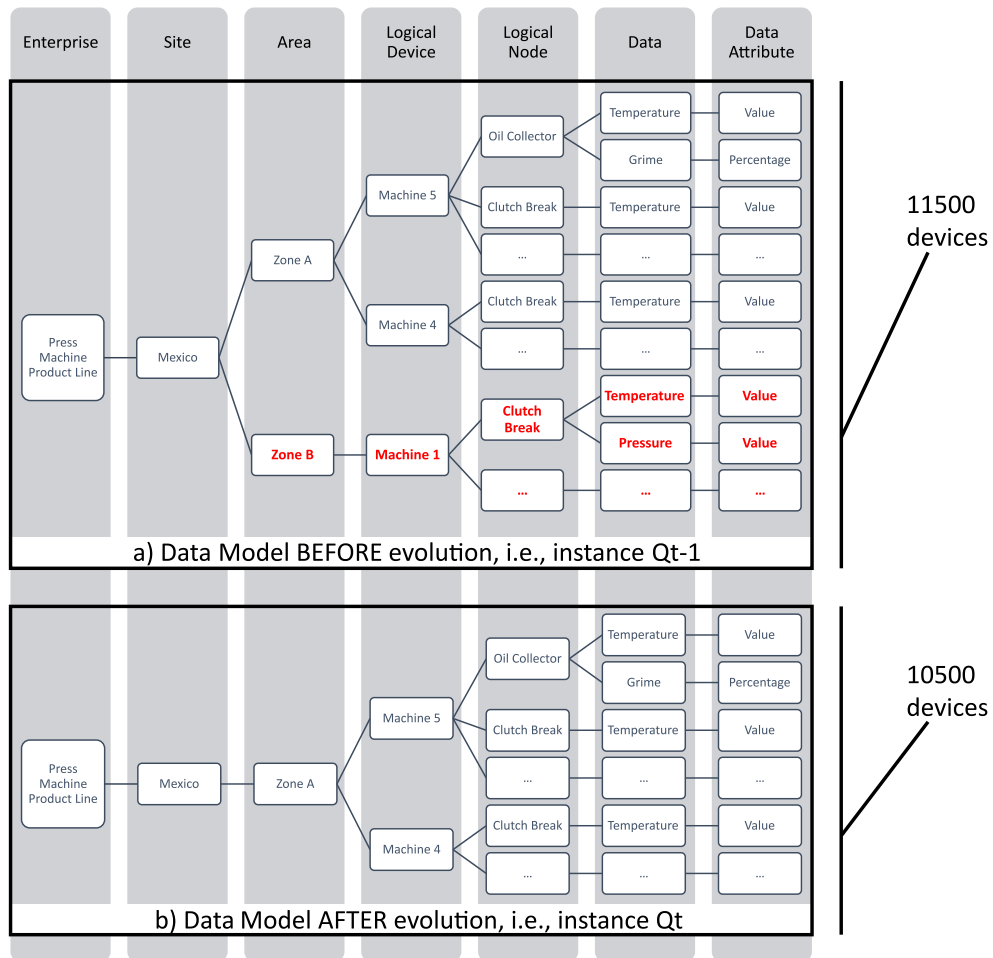 Enterprise
Site
Area
Logical
Device
Logical
Node
Data
Data
Attribute
Press
Machine
Product Line
Mexico
Zone A
Zone B
Machine 5
Machine 4
Machine 1
Oil Collector
Clutch Break
...
Clutch Break
...
Clutch
Break
...
Temperature
Grime
Temperature
...
Temperature
...
Temperature
Pressure
...
Value
Percentage
Value
...
Value
...
Value
Value
...
a) Data Model BEFORE evolution, i.e., instance Qt-1
11500
devices
Press
Machine
Product Line
Mexico
Zone A
Machine 5
Machine 4
Oil Collector
Clutch Break
...
Clutch Break
...
Temperature
Grime
Temperature
...
Temperature
...
Value
Percentage
Value
...
Value
...
b) Data Model AFTER evolution, i.e., instance Qt
10500
devices